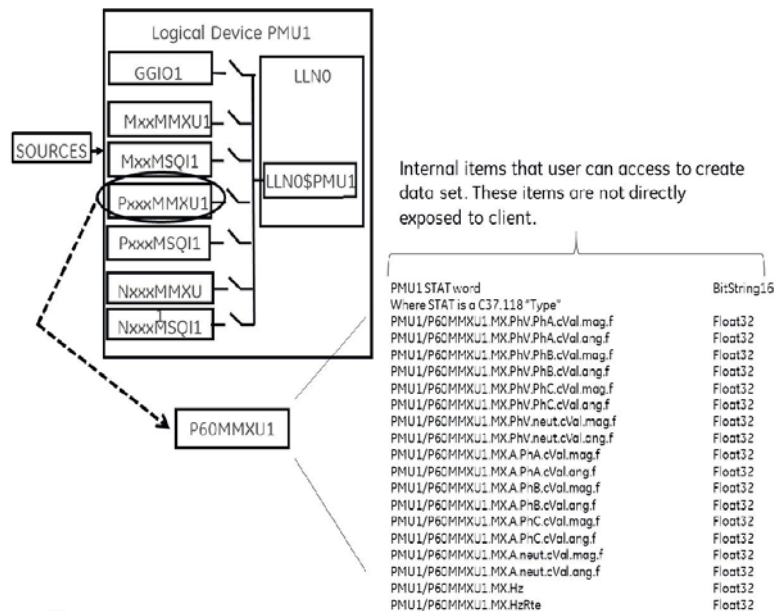 Logical Device PMU1
GGIO1
LLN0
MxxMMXU1
SOURCES
MxxMSQI1
LLN0$PMU1
PxxxMMXU1
PxxxMSQI1
NxxxMMXU
1
NxxxMSQI1
P60MMXU1
Internal items that user can access to create
data set. These items are not directly
exposed to client.
PMU1 STAT word BitString16
Where STAT is a C37.118 "Type"
PMU1/P60MMXU1.MX.PhV.PhA.cVal.mag.f Float32
PMU1/P60MMXU1.MX.PhV.PhA.cVal.ang.f Float32
PMU1/P60MMXU1.MX.PhV.PhB.cVal.mag.f Float32
PMU1/P60MMXU1.MX.PhV.PhB.cVal.ang.f Float32
PMU1/P60MMXU1.MX.PhV.PhC.cVal.mag.f Float32
PMU1/P60MMXU1.MX.PhV.PhC.cVal.ang.f Float32
PMU1/P60MMXU1.MX.PhV.neut.cVal.mag.f Float32
PMU1/P60MMXU1.MX.PhV.neut.cVal.ang.f Float32
PMU1/P60MMXU1.MX.A.PhA.cVal.mag.f Float32
PMU1/P60MMXU1.MX.A.PhA.cVal.ang.f Float32
PMU1/P60MMXU1.MX.A.PhB.cVal.mag.f Float32
PMU1/P60MMXU1.MX.A.PhB.cVal.ang.f Float32
PMU1/P60MMXU1.MX.A.PhC.cVal.mag.f Float32
PMU1/P60MMXU1.MX.A.PhC.cVal.ang.f Float32
PMU1/P60MMXU1.MX.A.neut.cVal.mag.f Float32
PMU1/P60MMXU1.MX.A.neut.cVal.ang.f Float32
PMU1/P60MMXU1.MX.Hz Float32
PMU1/P60MMXU1.MX.HzRte Float32